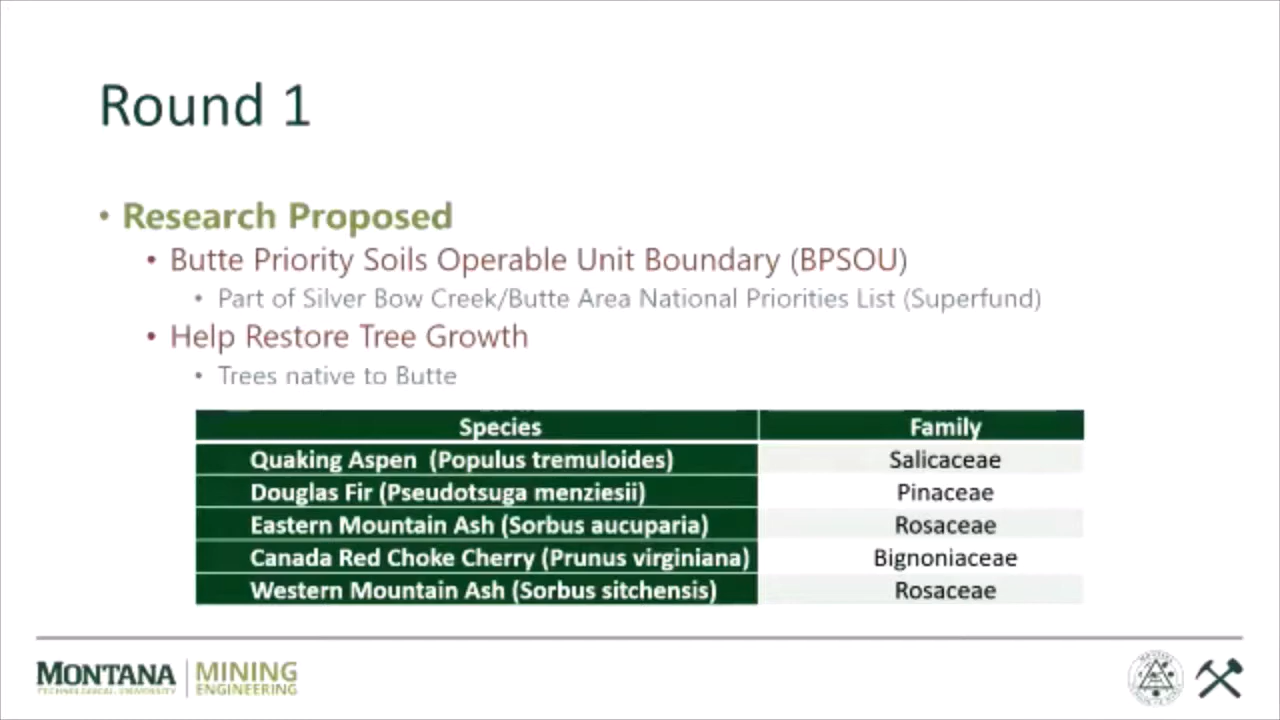 Round 1
• Research Proposed
• Butte Priority Soils Operable Unit Boundary (BPSOU)
• Part of Silver Bow Creek/Butte Area National Priorities List (Superfund)
• Help Restore Tree Growth
• Trees native to Butte
Species Family
Quaking Aspen (Populus tremuloides) Salicaceae
Douglas Fir (Pseudotsuga menziesii) Pinaceae
Eastern Mountain Ash (Sorbus aucuparia) Rosaceae
Canada Red Choke Cherry (Prunus virginiana) Bignoniaceae
Western Mountain Ash (Sorbus sitchensis) Rosaceae
MONTANA
TECHNOLOGICAL UNIVERSITY
MINING
ENGINEERING